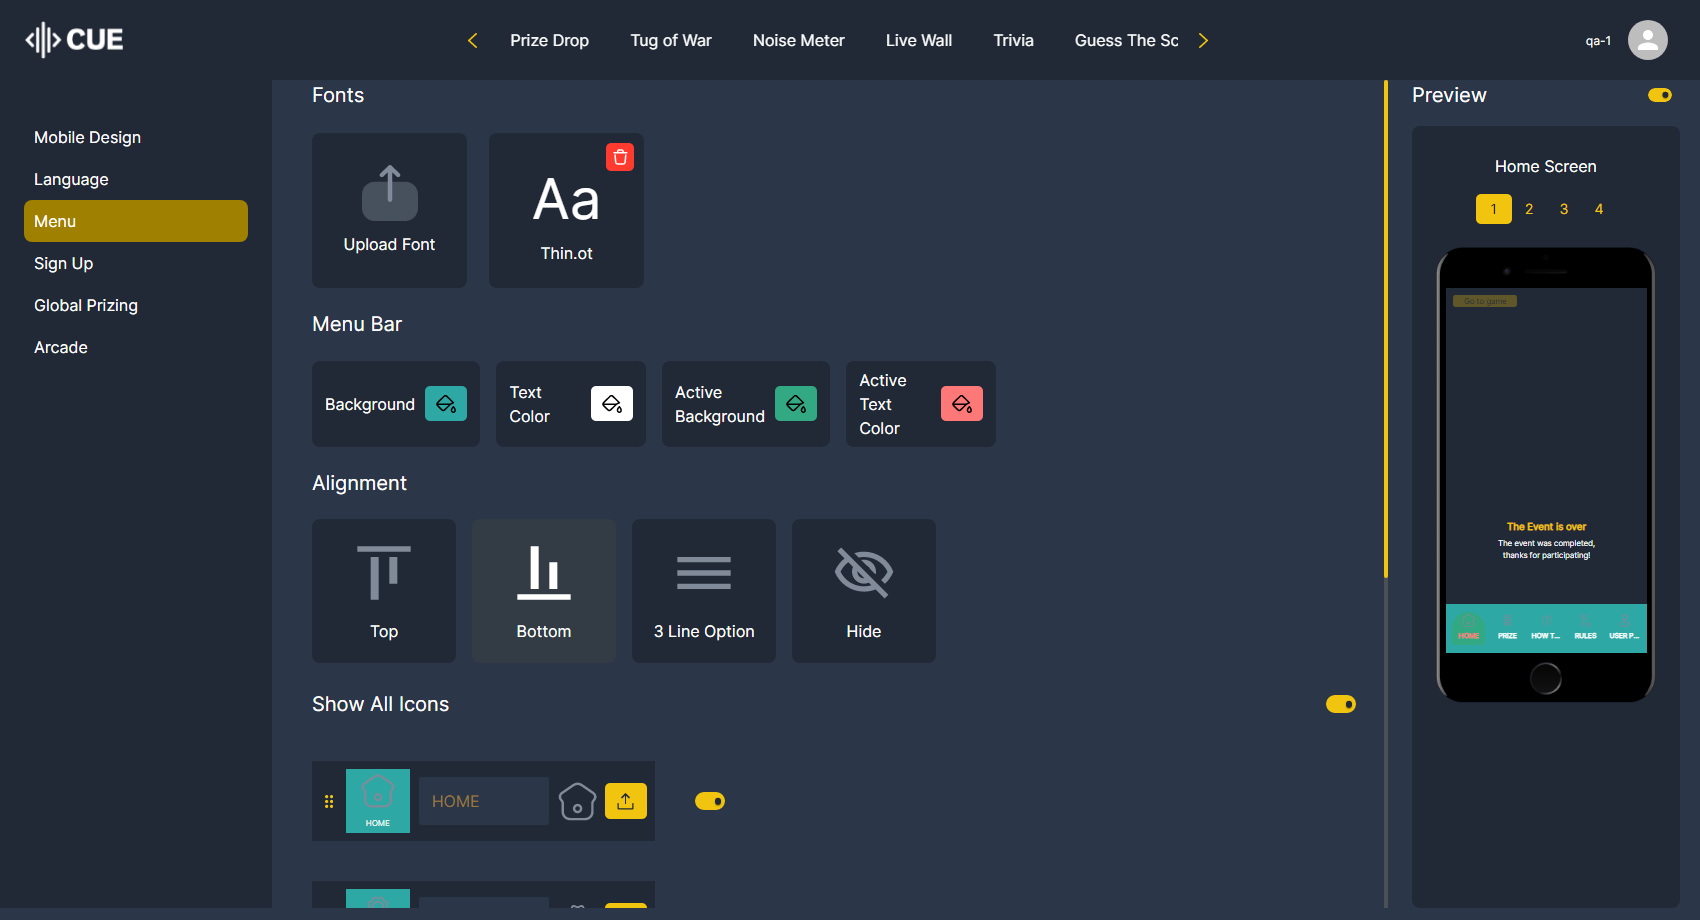 CUE
Prize Drop
Tug of War
Noise Meter
Live Wall
Trivia
Guess The Sc
qa-1
Mobile Design
Language
Menu
Sign Up
Global Prizing
Arcade
Fonts
Upload Font
Aa
Thin.ot
Menu Bar
Background
Text
Color
Active
Background
Active
Text
Color
Alignment
Top
Bottom
3 Line Option
Hide
Show All Icons
HOME
HOME
Preview
Home Screen
1 2 3 4
Go to game
The Event is over
The event was completed,
thanks for participating!
HOME
PRIZE
HOW T...
RULES
USER P...